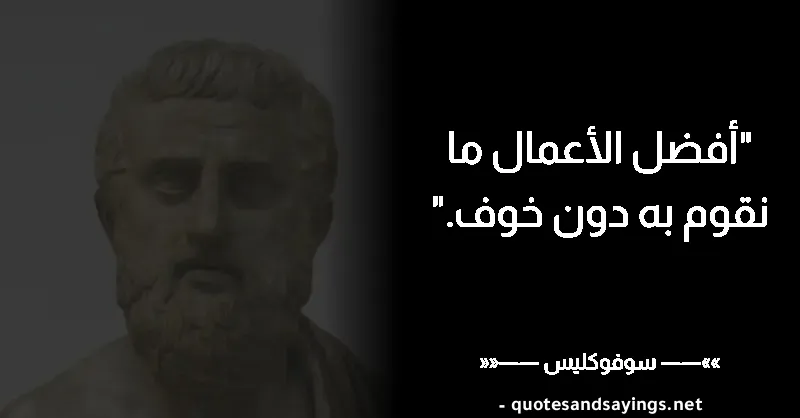 "أفضل الأعمال ما
نقوم به دون خوف."
»»—— سوفوكليس ——««
- quotesandsayings.net